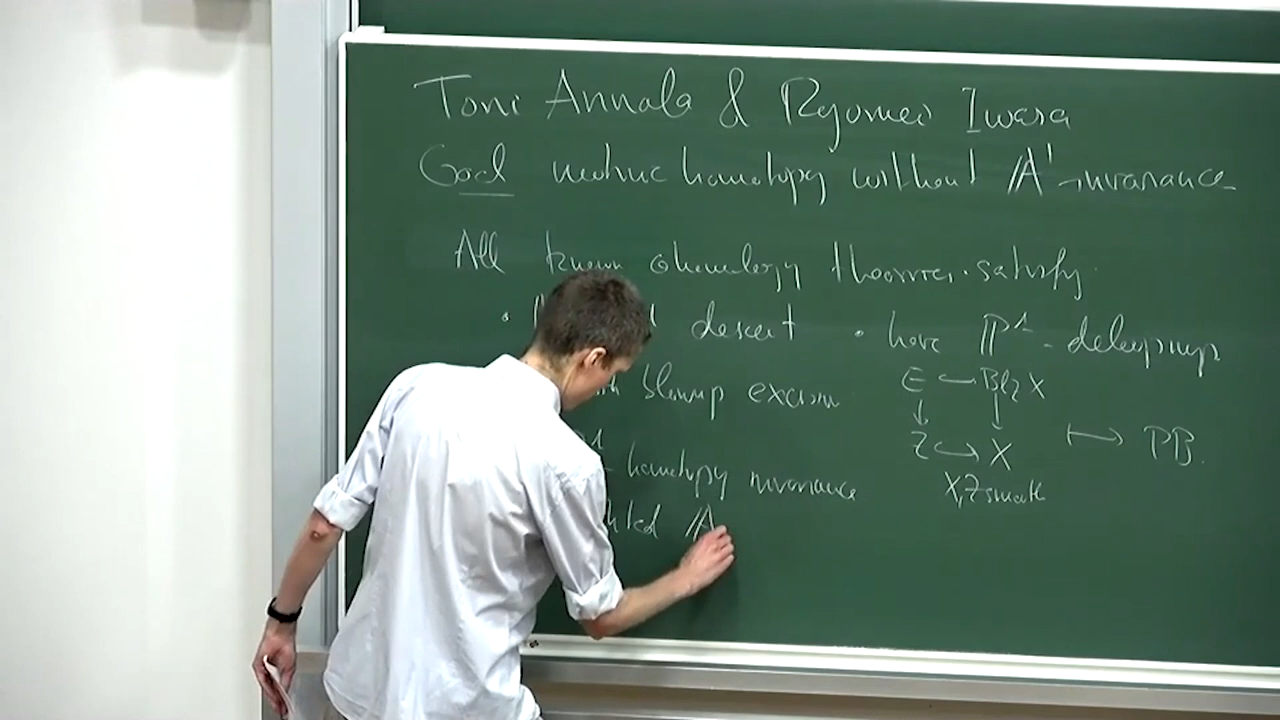 Toni Annala & Ryomei Iwasa
Goal motivic homotopy without A¹-invariance
All known cohomology theories satisfy
• descent • have P¹-deloopings
blowup excision
homotopy invariance
A
E ↪ Bl_Z X
↓ ↓
Z ↪ X ↦ PB.
X, Z smooth